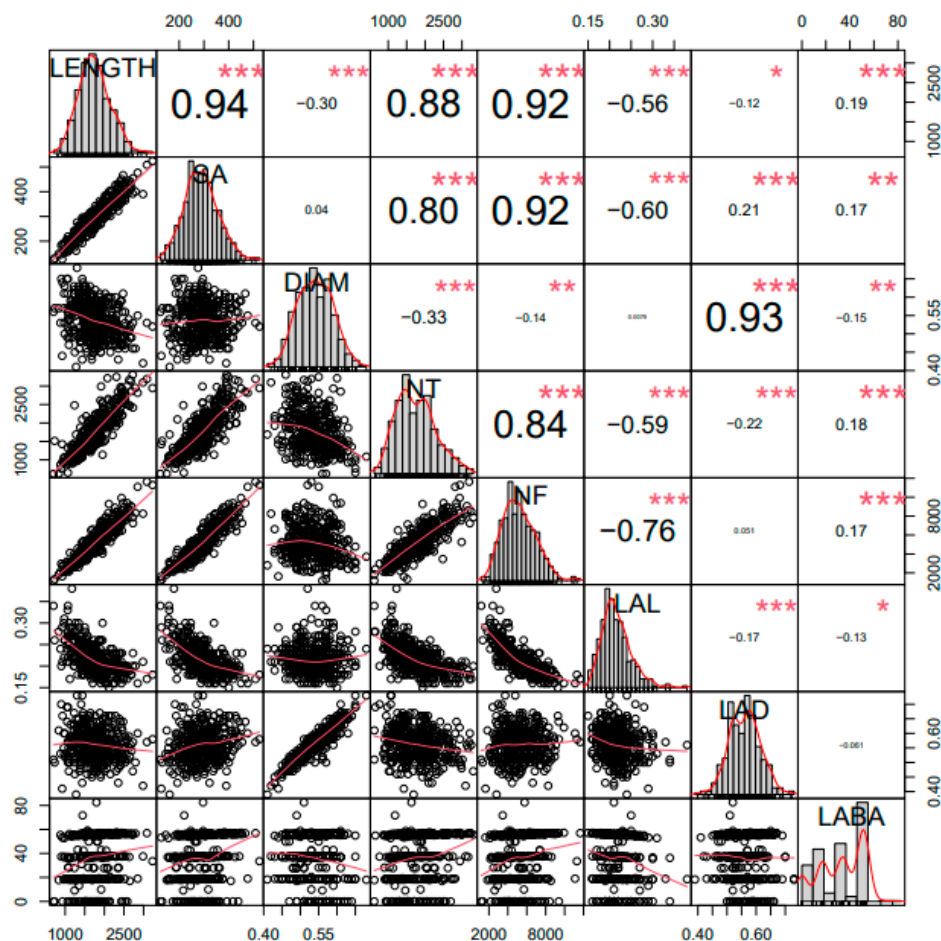 200 400 1000 2500 0.15 0.30 0 40 80
LENGTH *** *** *** *** *** * ***
0.94 −0.30 0.88 0.92 −0.56 −0.12 0.19
1000 2500
SA *** *** *** *** **
0.04 0.80 0.92 −0.60 0.21 0.17
200 400
DIAM *** ** *** **
−0.33 −0.14 0.0079 0.93 −0.15
0.40 0.55
NT *** *** *** ***
0.84 −0.59 −0.22 0.18
1000 2500
NF *** ***
−0.76 0.051 0.17
2000 8000
LAL *** *
−0.17 −0.13
0.15 0.30
LAD
−0.061
0.40 0.60
LABA
0 40 80
1000 2500 0.40 0.55 2000 8000 0.40 0.60